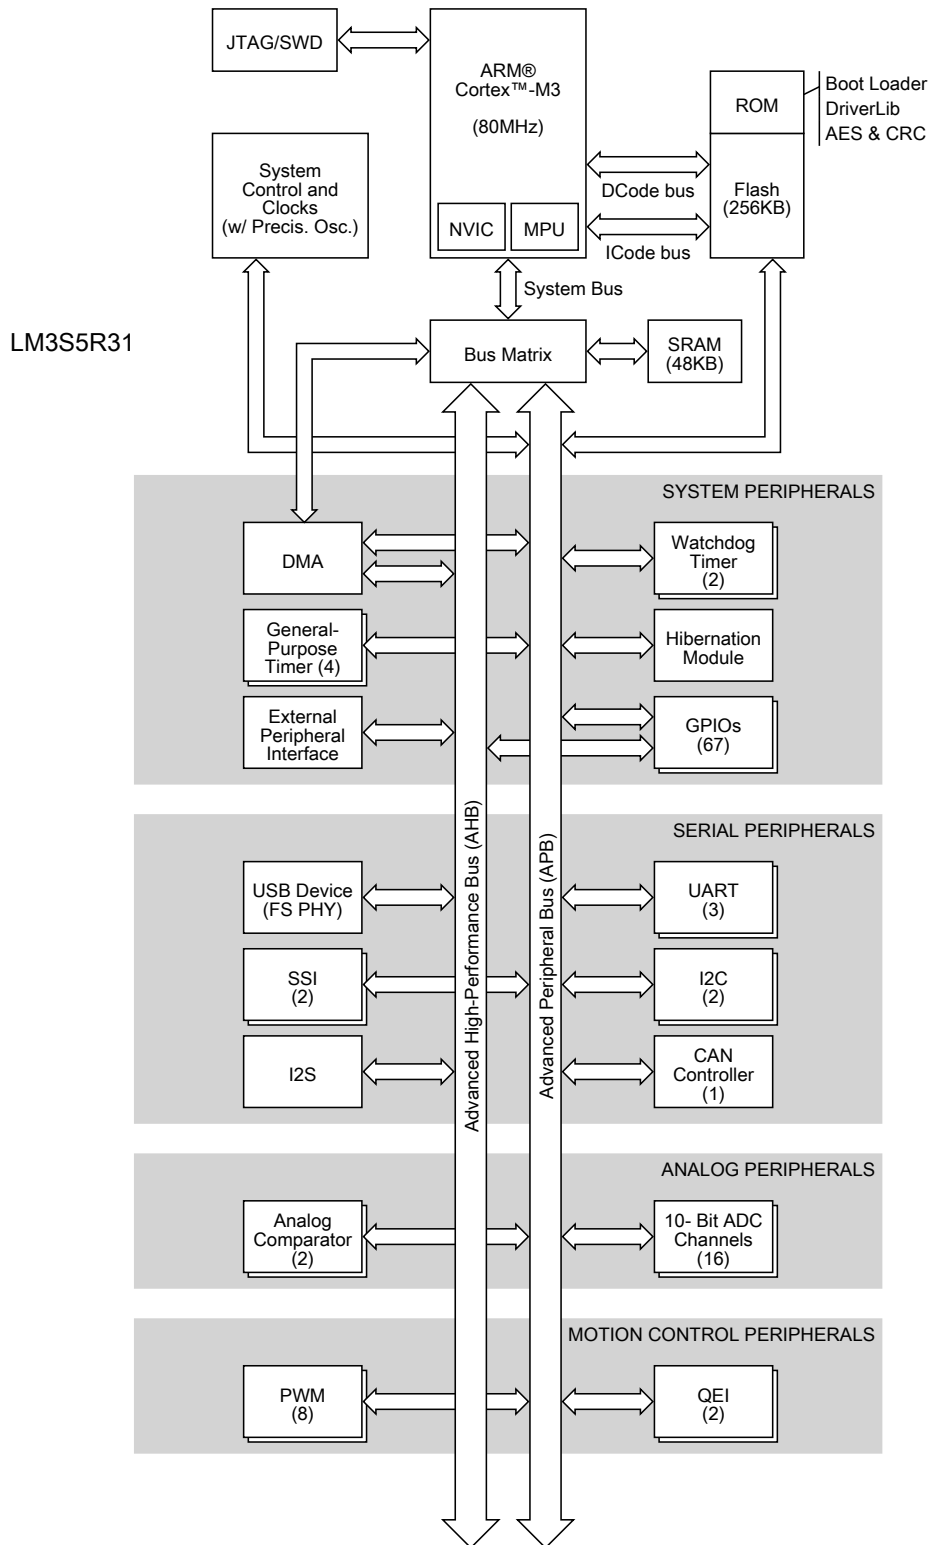 JTAG/SWD
ARM®
Cortex™-M3
(80MHz)
NVIC
MPU
ROM
Boot Loader
DriverLib
AES & CRC
Flash
(256KB)
DCode bus
ICode bus
System
Control and
Clocks
(w/ Precis. Osc.)
System Bus
LM3S5R31
Bus Matrix
SRAM
(48KB)
SYSTEM PERIPHERALS
DMA
Watchdog
Timer
(2)
General-
Purpose
Timer (4)
Hibernation
Module
External
Peripheral
Interface
GPIOs
(67)
Advanced High-Performance Bus (AHB)
Advanced Peripheral Bus (APB)
SERIAL PERIPHERALS
USB Device
(FS PHY)
UART
(3)
SSI
(2)
I2C
(2)
I2S
CAN
Controller
(1)
ANALOG PERIPHERALS
Analog
Comparator
(2)
10- Bit ADC
Channels
(16)
MOTION CONTROL PERIPHERALS
PWM
(8)
QEI
(2)